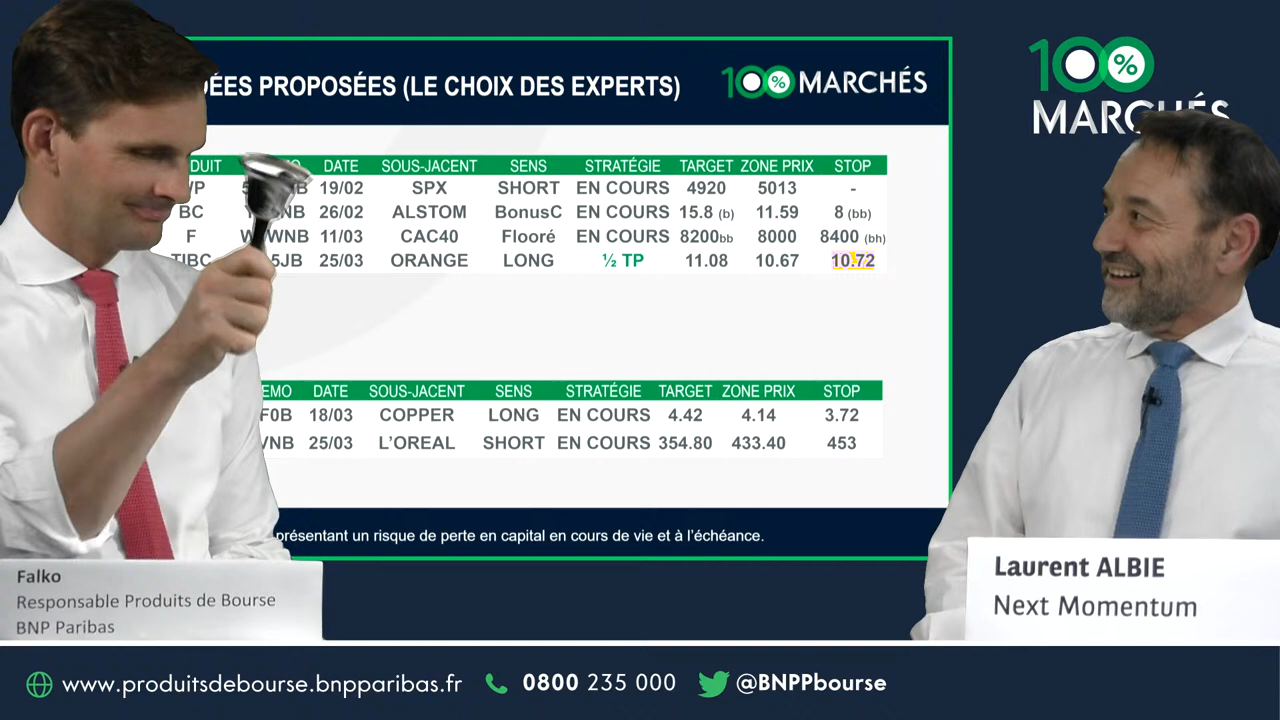 DÉES PROPOSÉES (LE CHOIX DES EXPERTS)
100% MARCHÉS
100%
MARCHÉS
DUIT DATE SOUS-JACENT SENS STRATÉGIE TARGET ZONE PRIX STOP
19/02 SPX SHORT EN COURS 4920 5013 -
BC 26/02 ALSTOM BonusC EN COURS 15.8 (b) 11.59 8 (bb)
F 11/03 CAC40 Flooré EN COURS 8200bb 8000 8400 (bh)
25/03 ORANGE LONG ½ TP 11.08 10.67 10.72
EMO DATE SOUS-JACENT SENS STRATÉGIE TARGET ZONE PRIX STOP
F0B 18/03 COPPER LONG EN COURS 4.42 4.14 3.72
VNB 25/03 L'OREAL SHORT EN COURS 354.80 433.40 453
présentant un risque de perte en capital en cours de vie et à l'échéance.
Falko
Responsable Produits de Bourse
BNP Paribas
Laurent ALBIE
Next Momentum
www.produitsdebourse.bnpparibas.fr 0800 235 000 @BNPPbourse